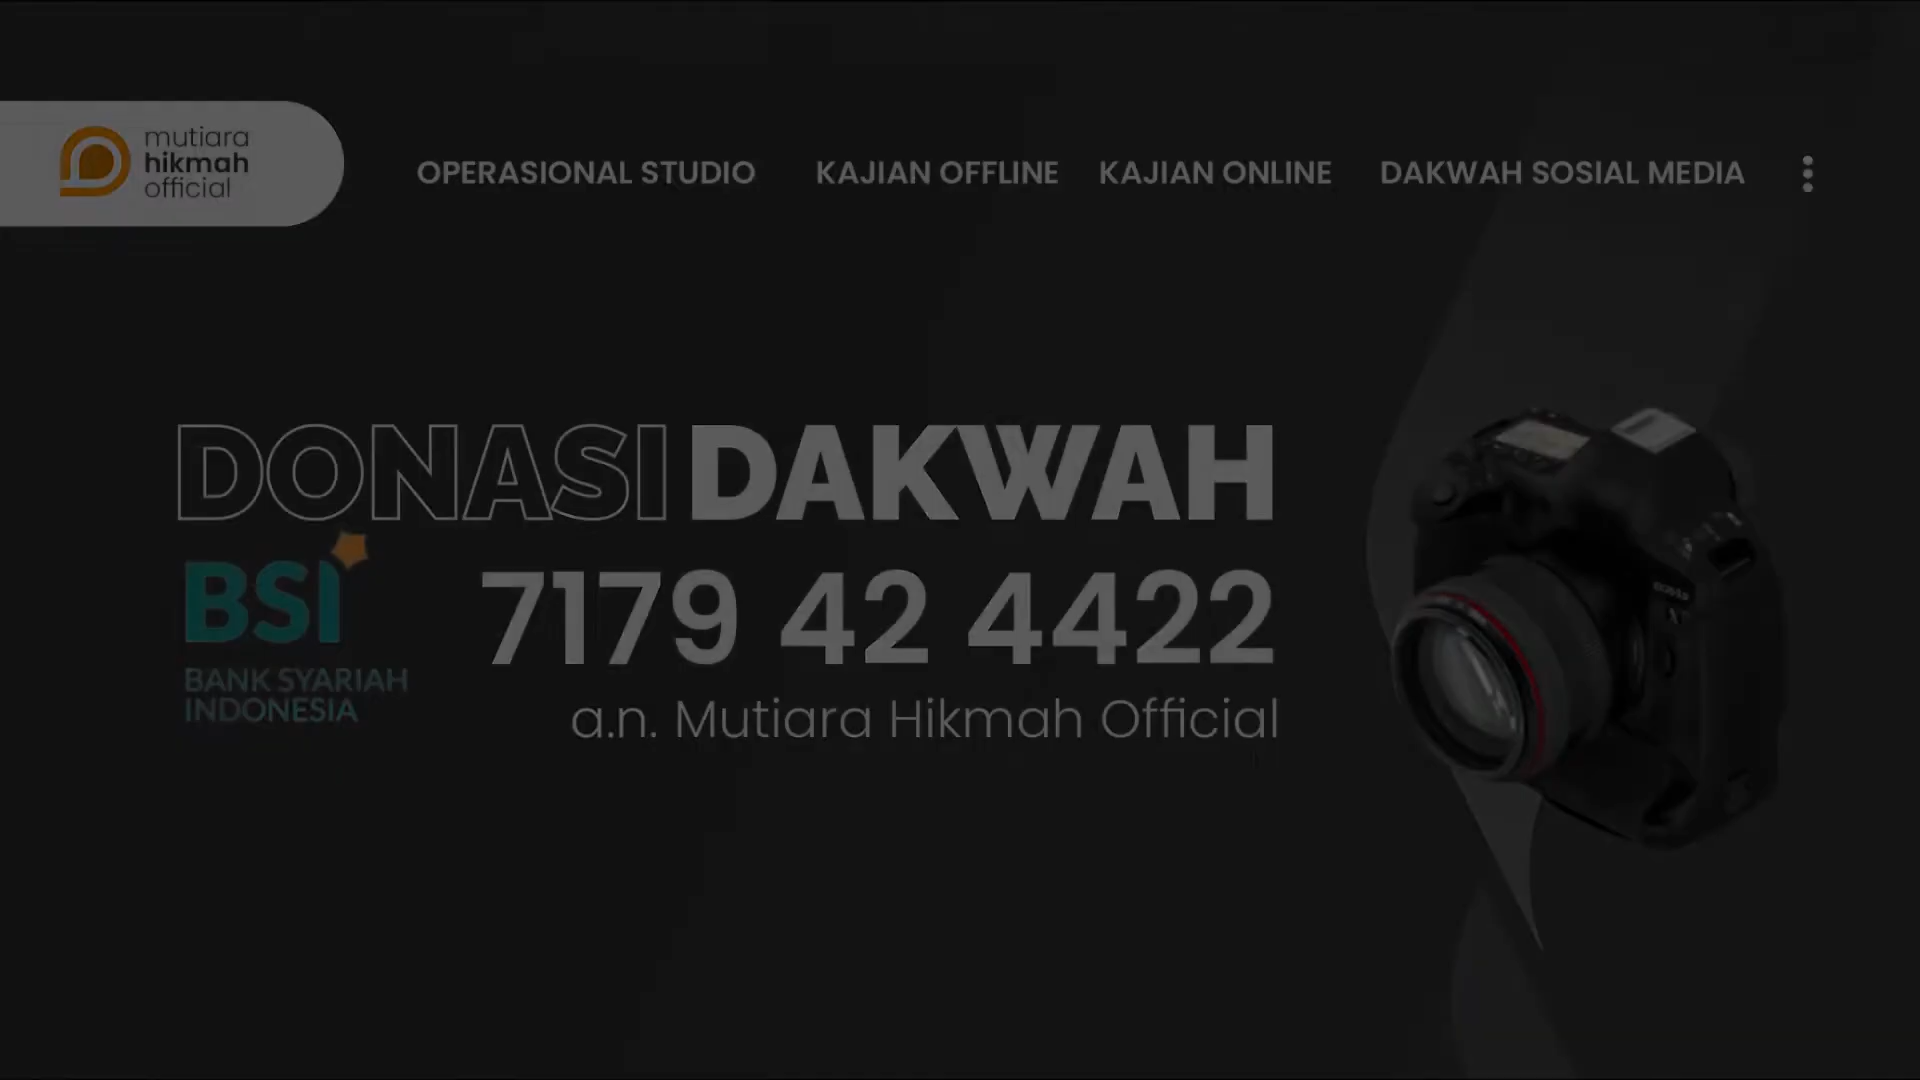 mutiara
hikmah
official
OPERASIONAL STUDIO KAJIAN OFFLINE KAJIAN ONLINE DAKWAH SOSIAL MEDIA
DONASI DAKWAH
BSI
BANK SYARIAH
INDONESIA
7179 42 4422
a.n. Mutiara Hikmah Official